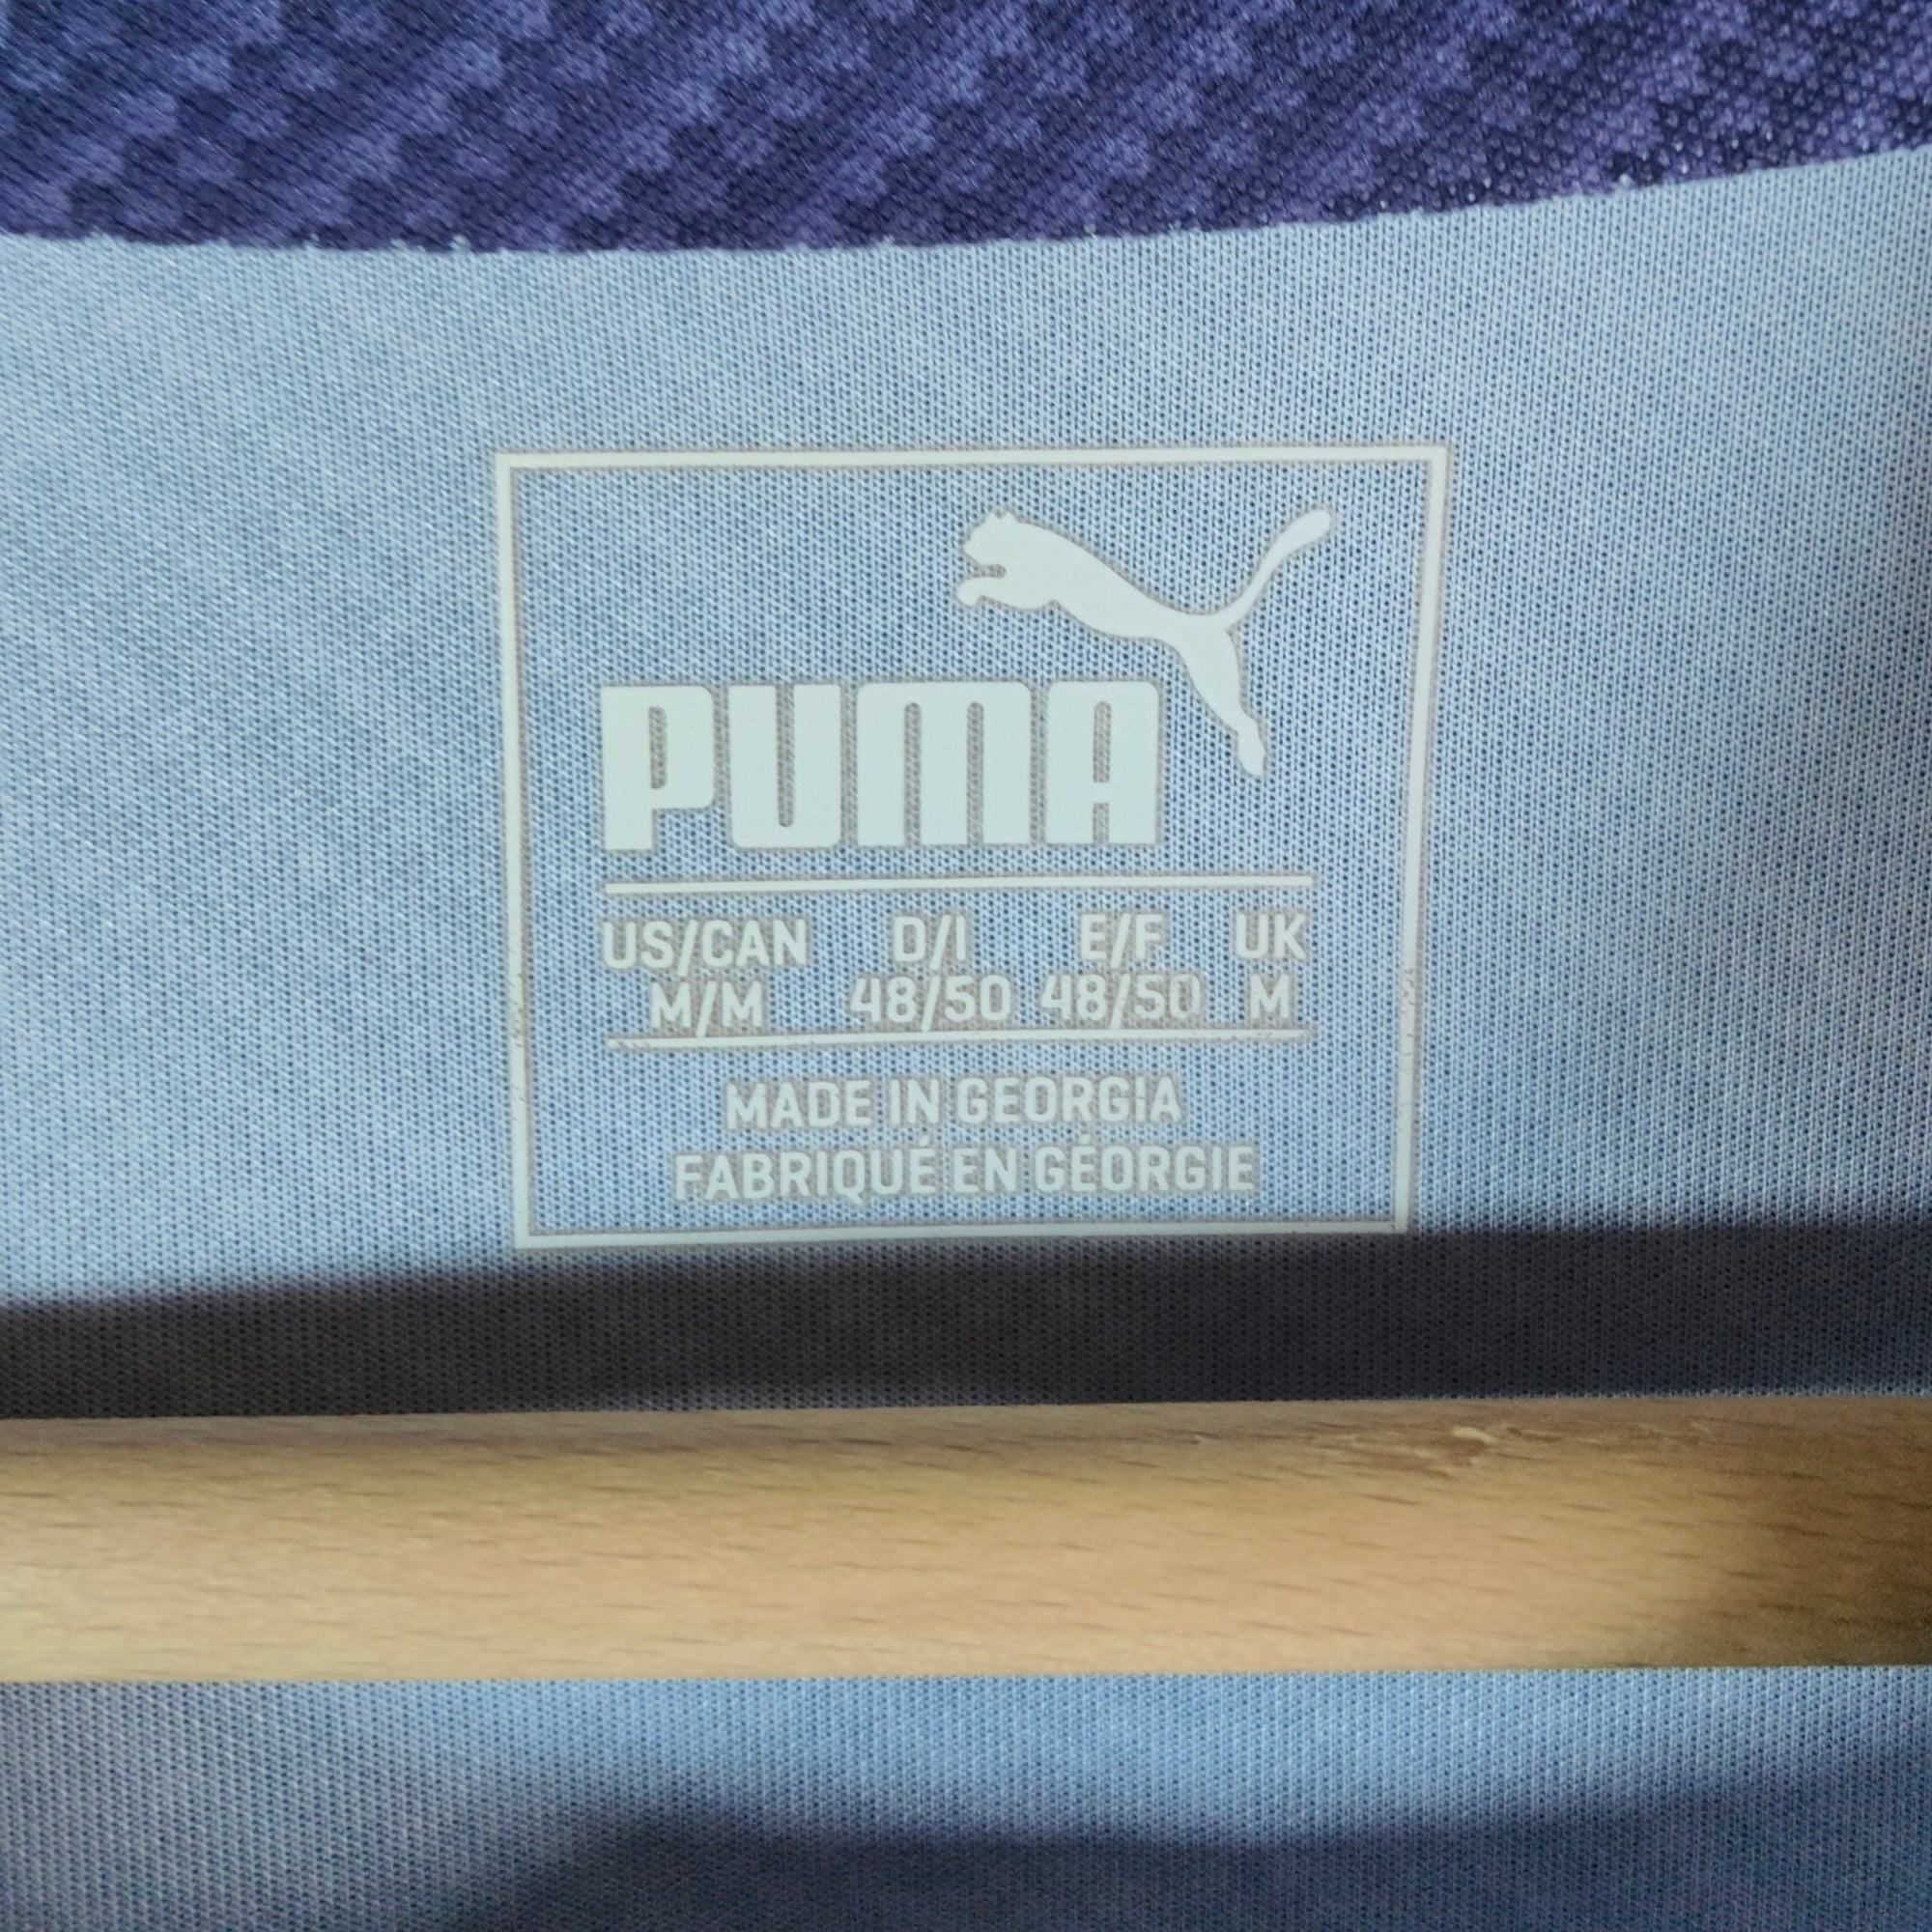 PUMA
US/CAN D/I E/F UK
M/M 48/50 48/50 M
MADE IN GEORGIA
FABRIQUÉ EN GÉORGIE